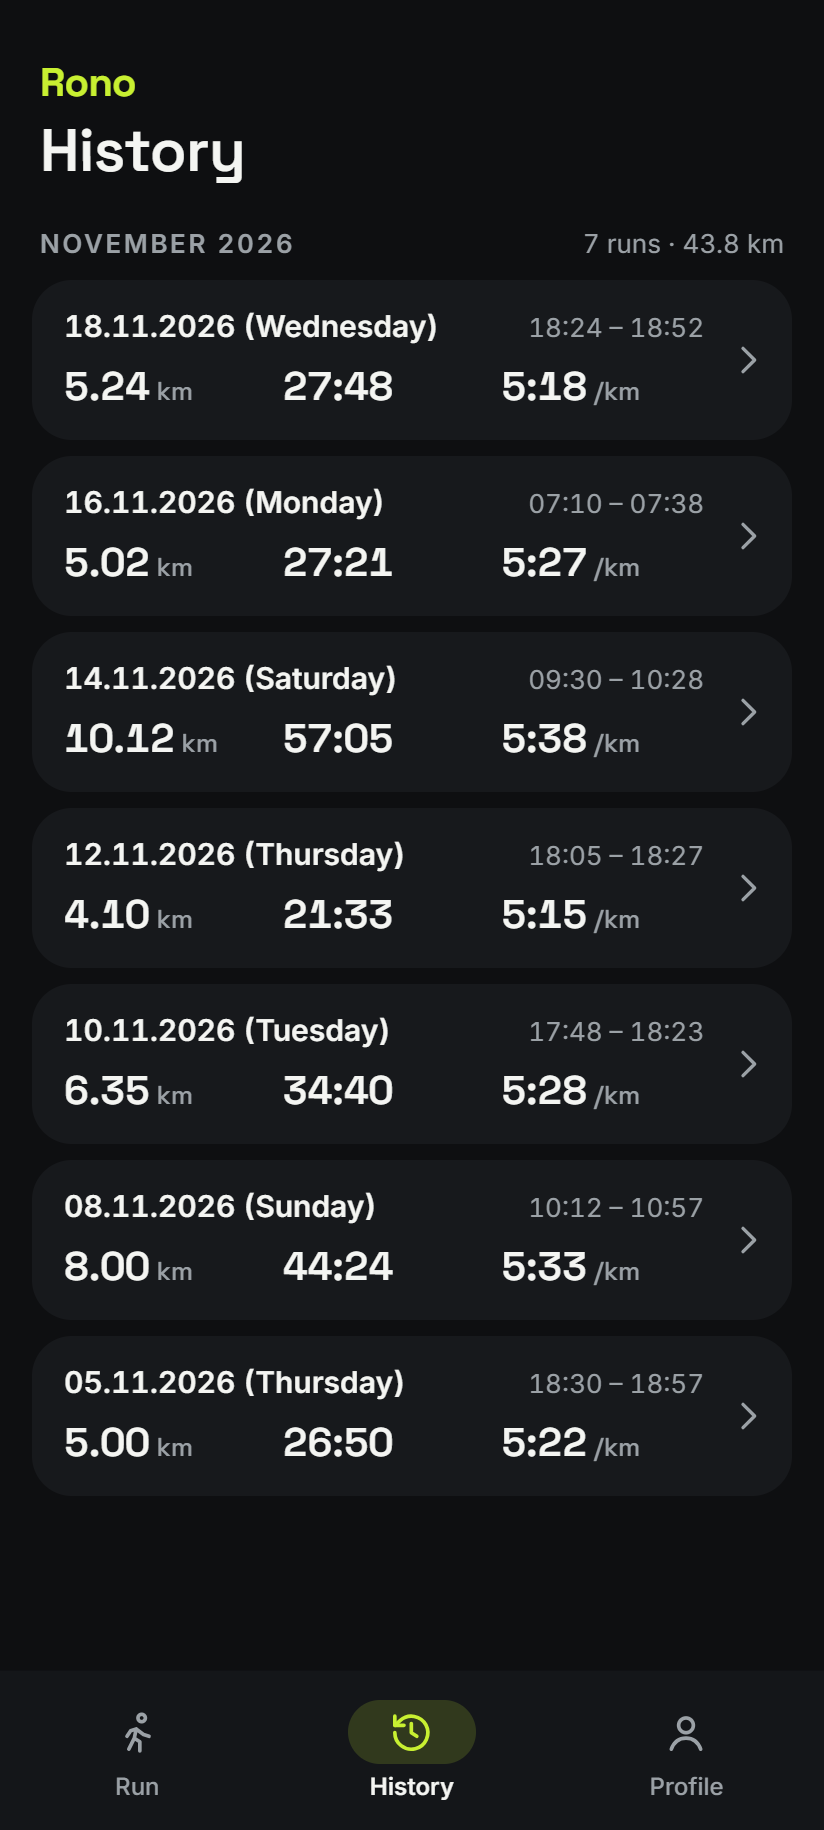 Rono
History
NOVEMBER 2026 7 runs · 43.8 km
18.11.2026 (Wednesday) 18:24 – 18:52
5.24 km 27:48 5:18 /km
16.11.2026 (Monday) 07:10 – 07:38
5.02 km 27:21 5:27 /km
14.11.2026 (Saturday) 09:30 – 10:28
10.12 km 57:05 5:38 /km
12.11.2026 (Thursday) 18:05 – 18:27
4.10 km 21:33 5:15 /km
10.11.2026 (Tuesday) 17:48 – 18:23
6.35 km 34:40 5:28 /km
08.11.2026 (Sunday) 10:12 – 10:57
8.00 km 44:24 5:33 /km
05.11.2026 (Thursday) 18:30 – 18:57
5.00 km 26:50 5:22 /km
Run History Profile